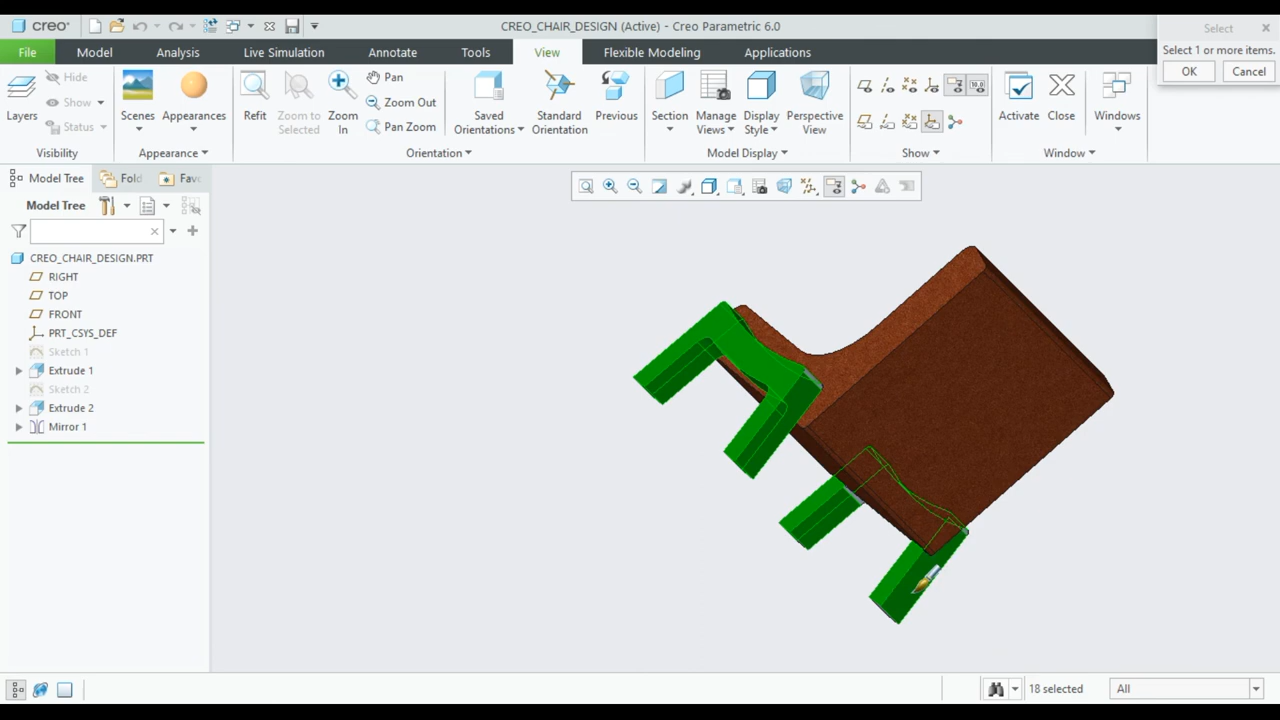 creo°
CREO_CHAIR_DESIGN (Active) - Creo Parametric 6.0
Select
File
Model
Analysis
Live Simulation
Annotate
Tools
View
Flexible Modeling
Applications
Select 1 or more items.
OK
Cancel
Layers
Hide
Show
Status
Scenes
Appearances
Refit
Zoom to Selected
Zoom In
Pan
Zoom Out
Pan Zoom
Saved Orientations
Standard Orientation
Previous
Section
Manage Views
Display Style
Perspective View
Activate
Close
Windows
Visibility
Appearance
Orientation
Model Display
Show
Window
Model Tree
Fold
Favo
Model Tree
CREO_CHAIR_DESIGN.PRT
RIGHT
TOP
FRONT
PRT_CSYS_DEF
Sketch 1
Extrude 1
Sketch 2
Extrude 2
Mirror 1
18 selected
All